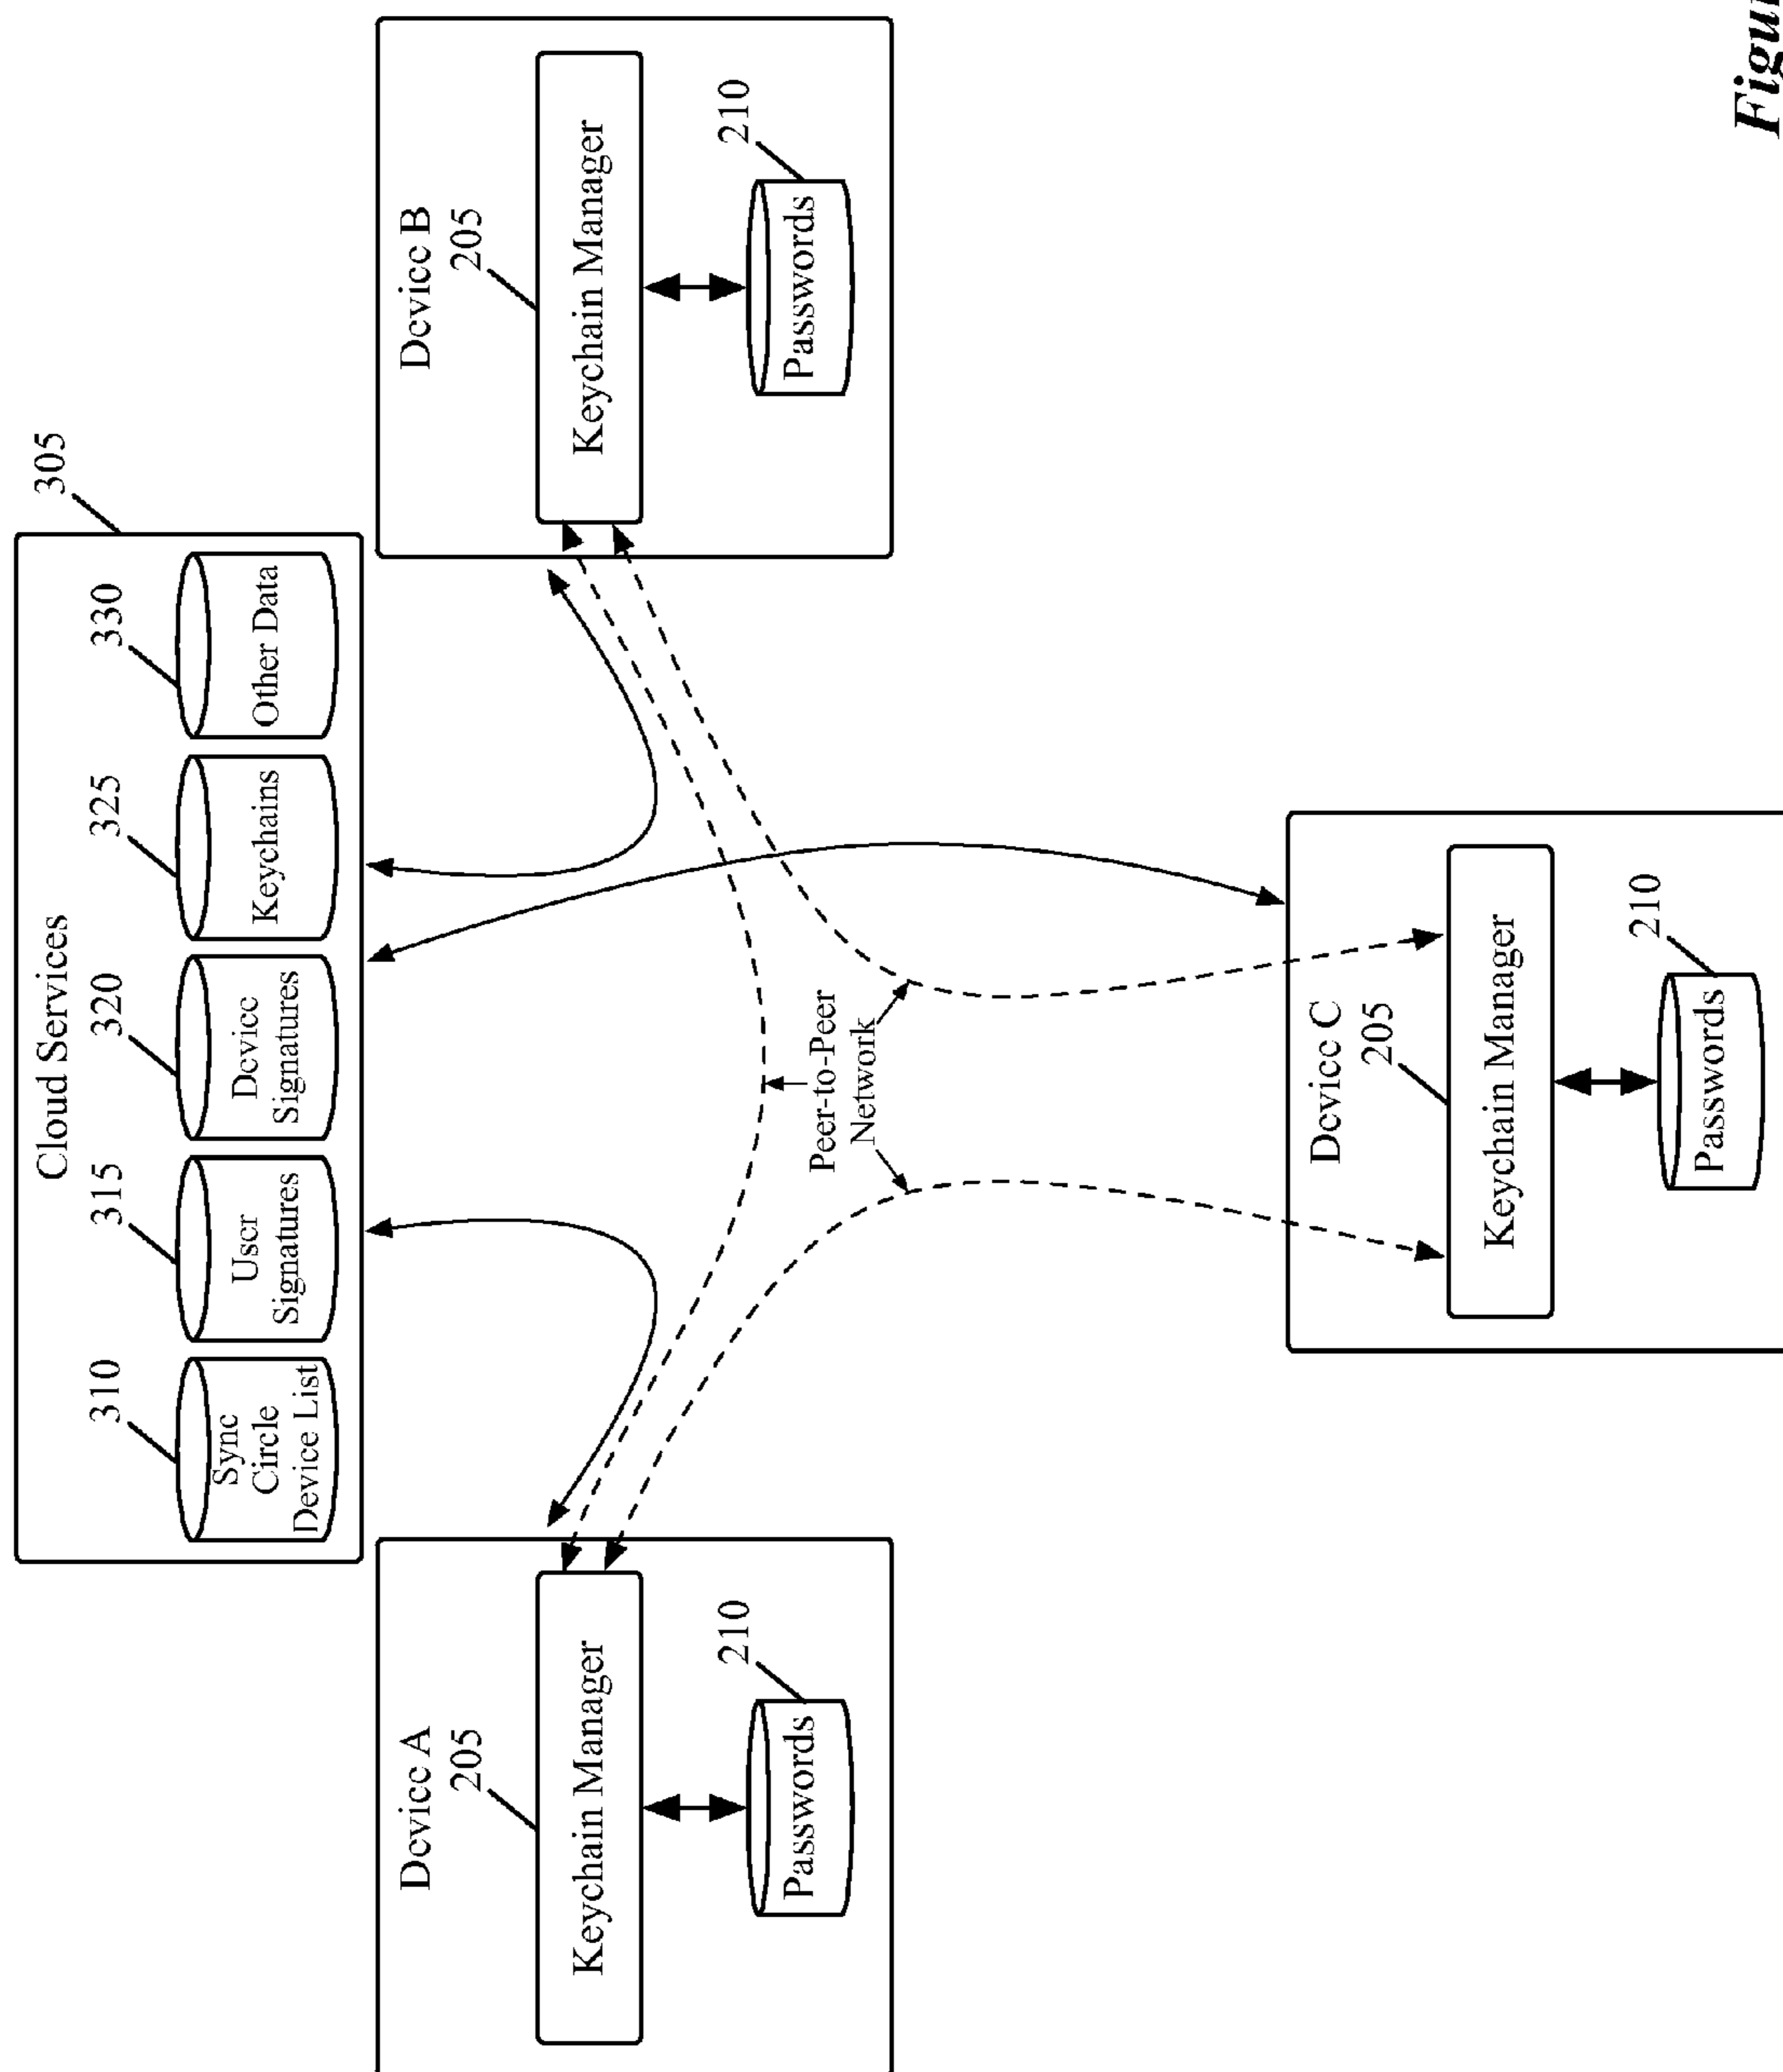 Cloud Services
305
310
315
320
325
330
Sync
Circle
Device List
User
Signatures
Device
Signatures
Keychains
Other Data
Device A
205
Keychain Manager
210
Passwords
Device B
205
Keychain Manager
210
Passwords
Peer-to-Peer
Network
Device C
205
Keychain Manager
210
Passwords